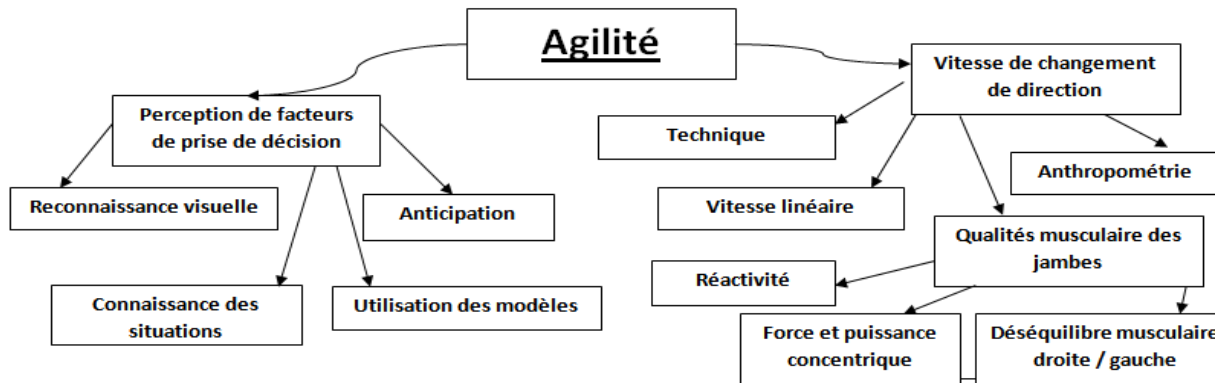 Agilité
Vitesse de changement
de direction
Perception de facteurs
de prise de décision
Technique
Anthropométrie
Reconnaissance visuelle
Anticipation
Vitesse linéaire
Qualités musculaire des
jambes
Réactivité
Connaissance des
situations
Utilisation des modèles
Force et puissance
concentrique
Déséquilibre musculaire
droite / gauche